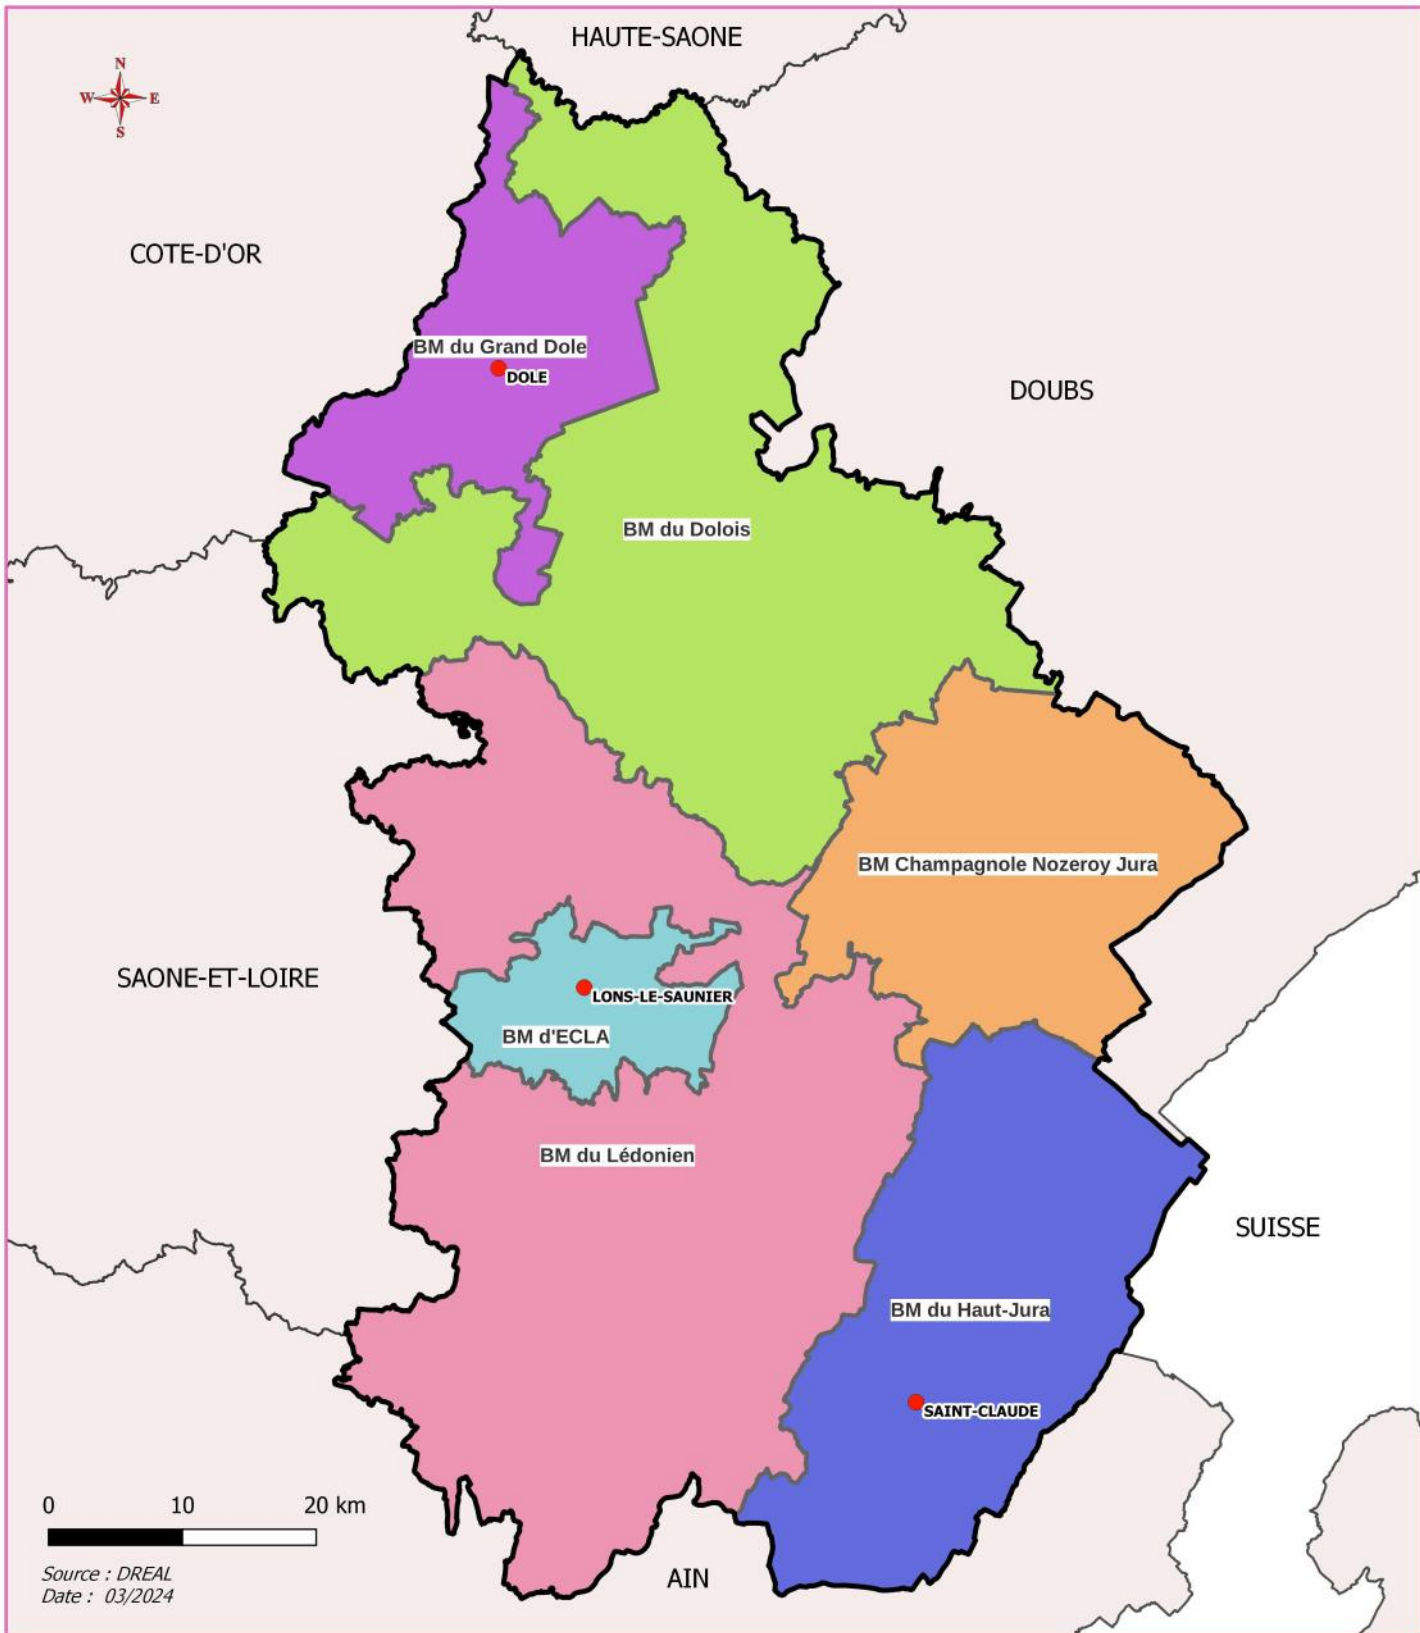 HAUTE-SAONE
N
W E
S
COTE-D'OR
BM du Grand Dole
DOLE
DOUBS
BM du Dolois
BM Champagnole Nozeroy Jura
SAONE-ET-LOIRE
LONS-LE-SAUNIER
BM d'ECLA
BM du Lédonien
SUISSE
BM du Haut-Jura
SAINT-CLAUDE
0 10 20 km
AIN
Source : DREAL
Date : 03/2024